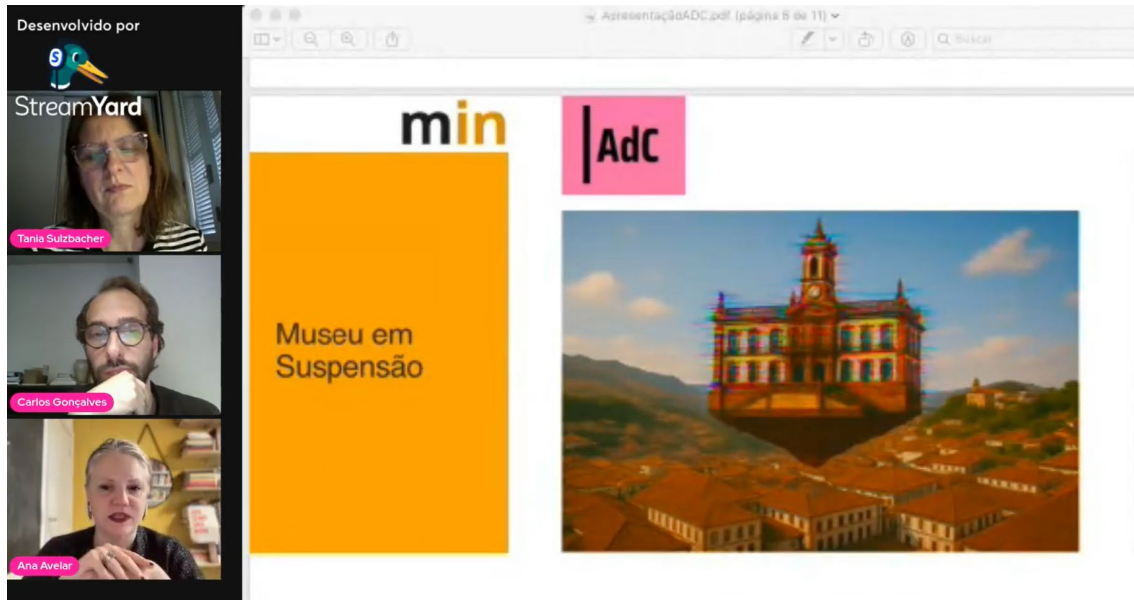 Desenvolvido por
StreamYard
Tania Sulzbacher
Carlos Gonçalves
Ana Avelar
ApresentaçãoADC.pdf (página 6 de 11)
Buscar
min
Museu em
Suspensão
AdC